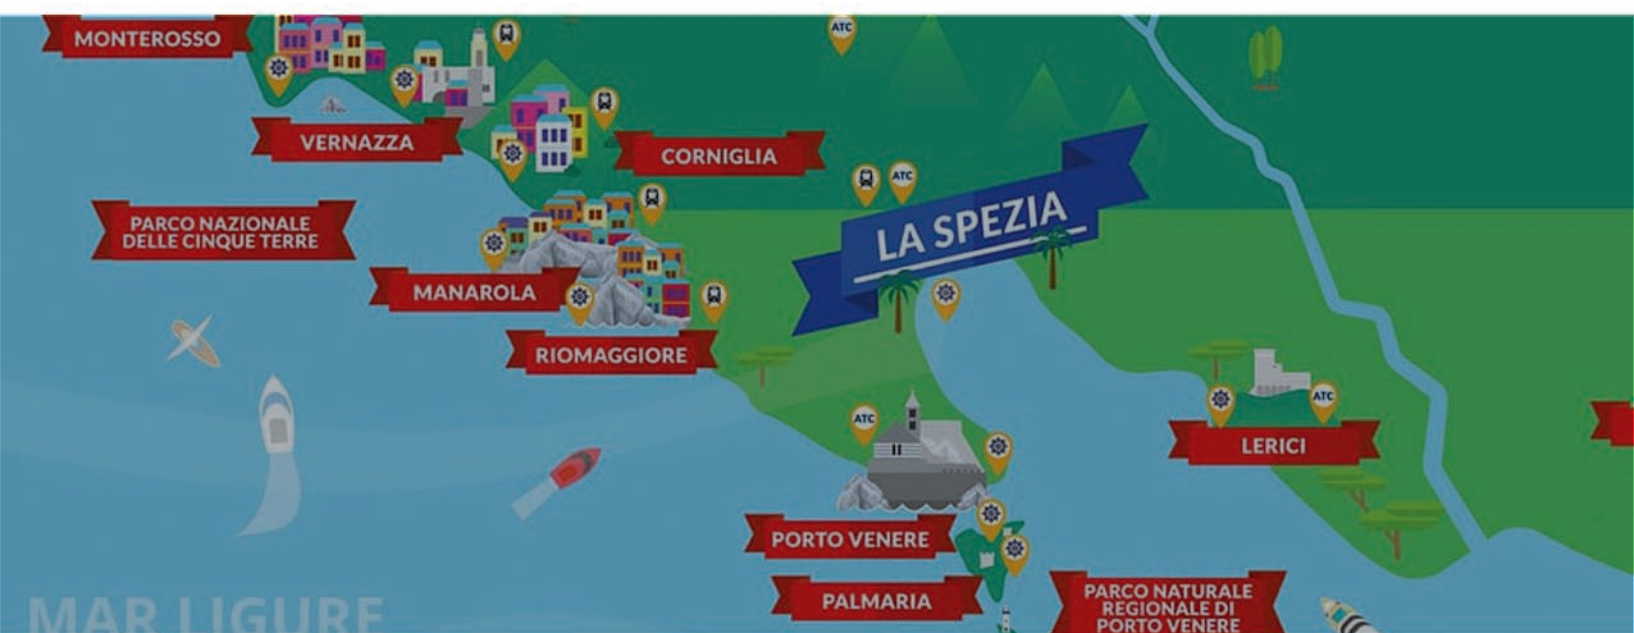 MONTEROSSO
ATC
VERNAZZA
CORNIGLIA
ATC
PARCO NAZIONALE
DELLE CINQUE TERRE
LA SPEZIA
MANAROLA
RIOMAGGIORE
ATC
ATC
LERICI
PORTO VENERE
PALMARIA
PARCO NATURALE
REGIONALE DI
PORTO VENERE
MAR LIGURE